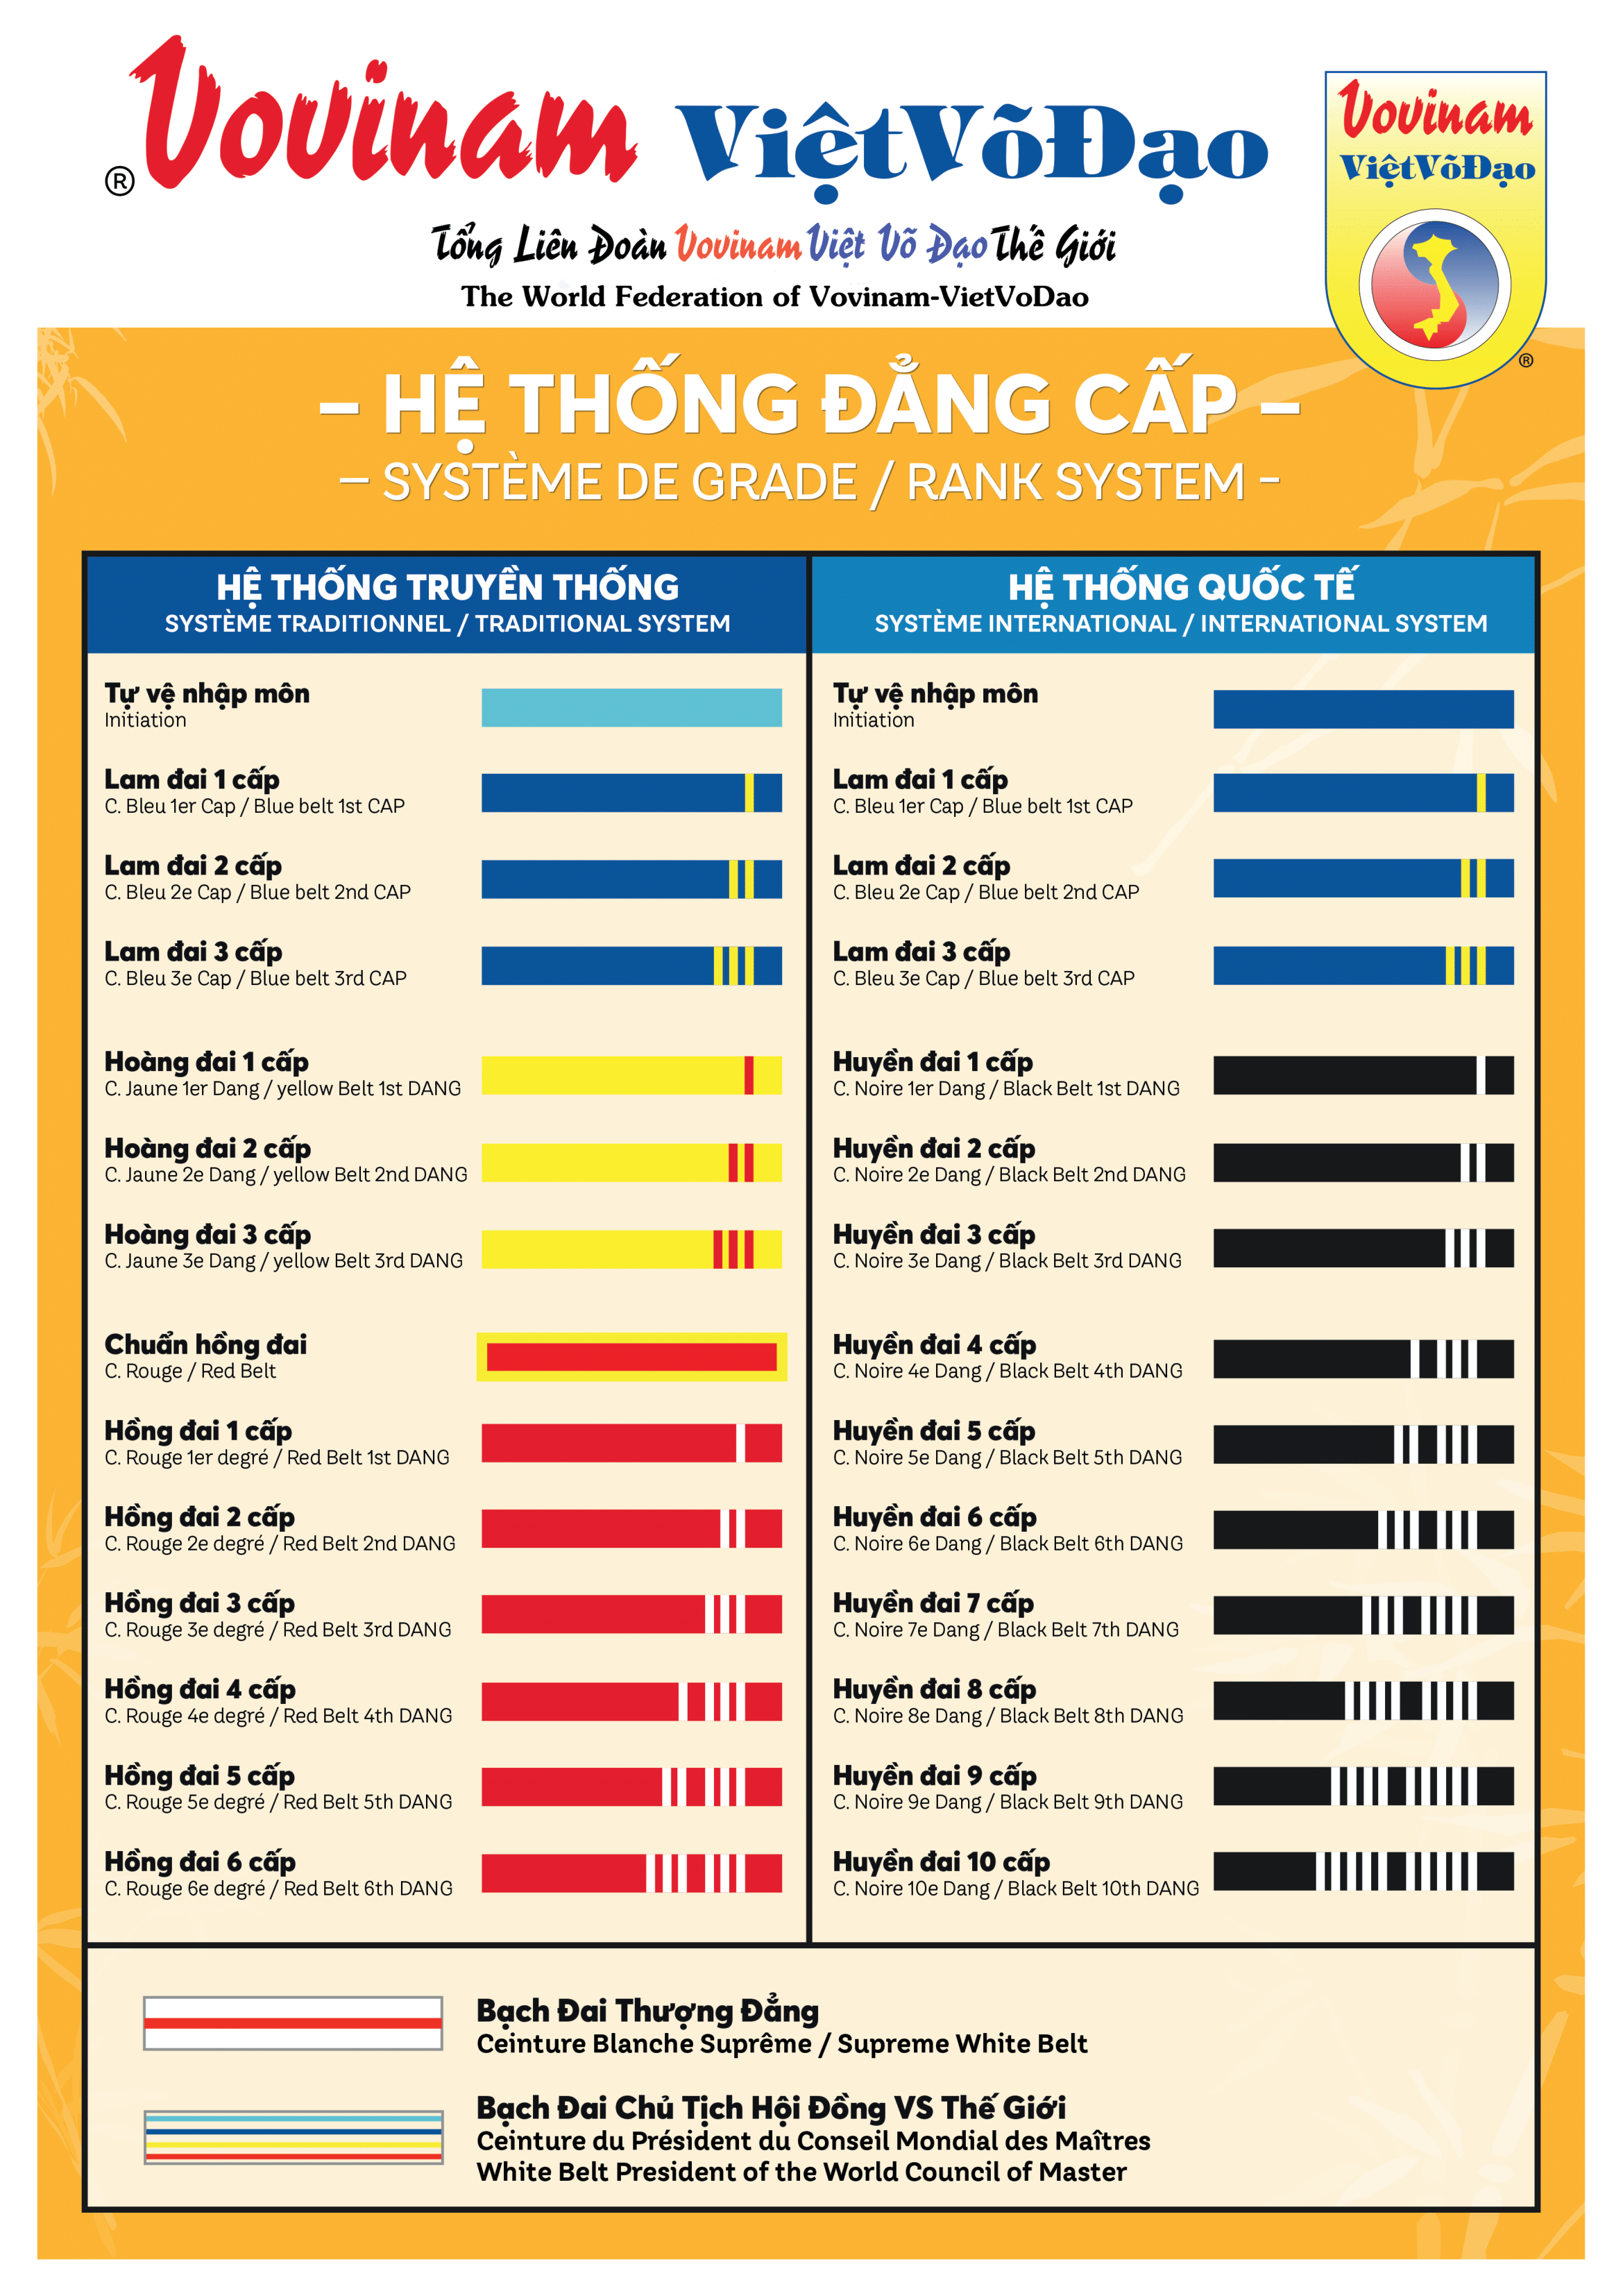 Vovinam ViệtVõĐạo
®
Tổng Liên Đoàn Vovinam Việt Võ Đạo Thế Giới
The World Federation of Vovinam-VietVoDao
Vovinam
ViệtVõĐạo
®
– HỆ THỐNG ĐẲNG CẤP –
– SYSTÈME DE GRADE / RANK SYSTEM -
HỆ THỐNG TRUYỀN THỐNG
SYSTÈME TRADITIONNEL / TRADITIONAL SYSTEM
Tự vệ nhập môn
Initiation
Lam đai 1 cấp
C. Bleu 1er Cap / Blue belt 1st CAP
Lam đai 2 cấp
C. Bleu 2e Cap / Blue belt 2nd CAP
Lam đai 3 cấp
C. Bleu 3e Cap / Blue belt 3rd CAP
Hoàng đai 1 cấp
C. Jaune 1er Dang / yellow Belt 1st DANG
Hoàng đai 2 cấp
C. Jaune 2e Dang / yellow Belt 2nd DANG
Hoàng đai 3 cấp
C. Jaune 3e Dang / yellow Belt 3rd DANG
Chuẩn hồng đai
C. Rouge / Red Belt
Hồng đai 1 cấp
C. Rouge 1er degré / Red Belt 1st DANG
Hồng đai 2 cấp
C. Rouge 2e degré / Red Belt 2nd DANG
Hồng đai 3 cấp
C. Rouge 3e degré / Red Belt 3rd DANG
Hồng đai 4 cấp
C. Rouge 4e degré / Red Belt 4th DANG
Hồng đai 5 cấp
C. Rouge 5e degré / Red Belt 5th DANG
Hồng đai 6 cấp
C. Rouge 6e degré / Red Belt 6th DANG
HỆ THỐNG QUỐC TẾ
SYSTÈME INTERNATIONAL / INTERNATIONAL SYSTEM
Tự vệ nhập môn
Initiation
Lam đai 1 cấp
C. Bleu 1er Cap / Blue belt 1st CAP
Lam đai 2 cấp
C. Bleu 2e Cap / Blue belt 2nd CAP
Lam đai 3 cấp
C. Bleu 3e Cap / Blue belt 3rd CAP
Huyền đai 1 cấp
C. Noire 1er Dang / Black Belt 1st DANG
Huyền đai 2 cấp
C. Noire 2e Dang / Black Belt 2nd DANG
Huyền đai 3 cấp
C. Noire 3e Dang / Black Belt 3rd DANG
Huyền đai 4 cấp
C. Noire 4e Dang / Black Belt 4th DANG
Huyền đai 5 cấp
C. Noire 5e Dang / Black Belt 5th DANG
Huyền đai 6 cấp
C. Noire 6e Dang / Black Belt 6th DANG
Huyền đai 7 cấp
C. Noire 7e Dang / Black Belt 7th DANG
Huyền đai 8 cấp
C. Noire 8e Dang / Black Belt 8th DANG
Huyền đai 9 cấp
C. Noire 9e Dang / Black Belt 9th DANG
Huyền đai 10 cấp
C. Noire 10e Dang / Black Belt 10th DANG
Bạch Đai Thượng Đẳng
Ceinture Blanche Suprême / Supreme White Belt
Bạch Đai Chủ Tịch Hội Đồng VS Thế Giới
Ceinture du Président du Conseil Mondial des Maîtres
White Belt President of the World Council of Master